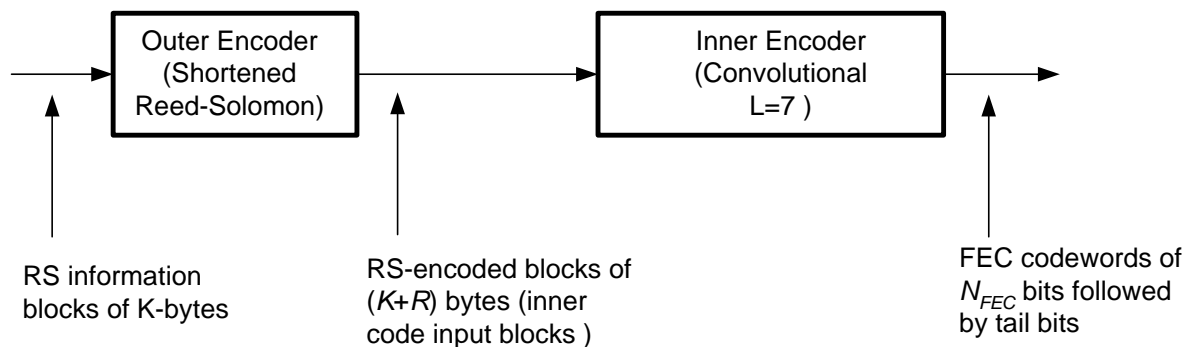 Outer Encoder
(Shortened
Reed-Solomon)
Inner Encoder
(Convolutional
L=7 )
RS information
blocks of K-bytes
RS-encoded blocks of
(K+R) bytes (inner
code input blocks )
FEC codewords of
N_FEC bits followed
by tail bits